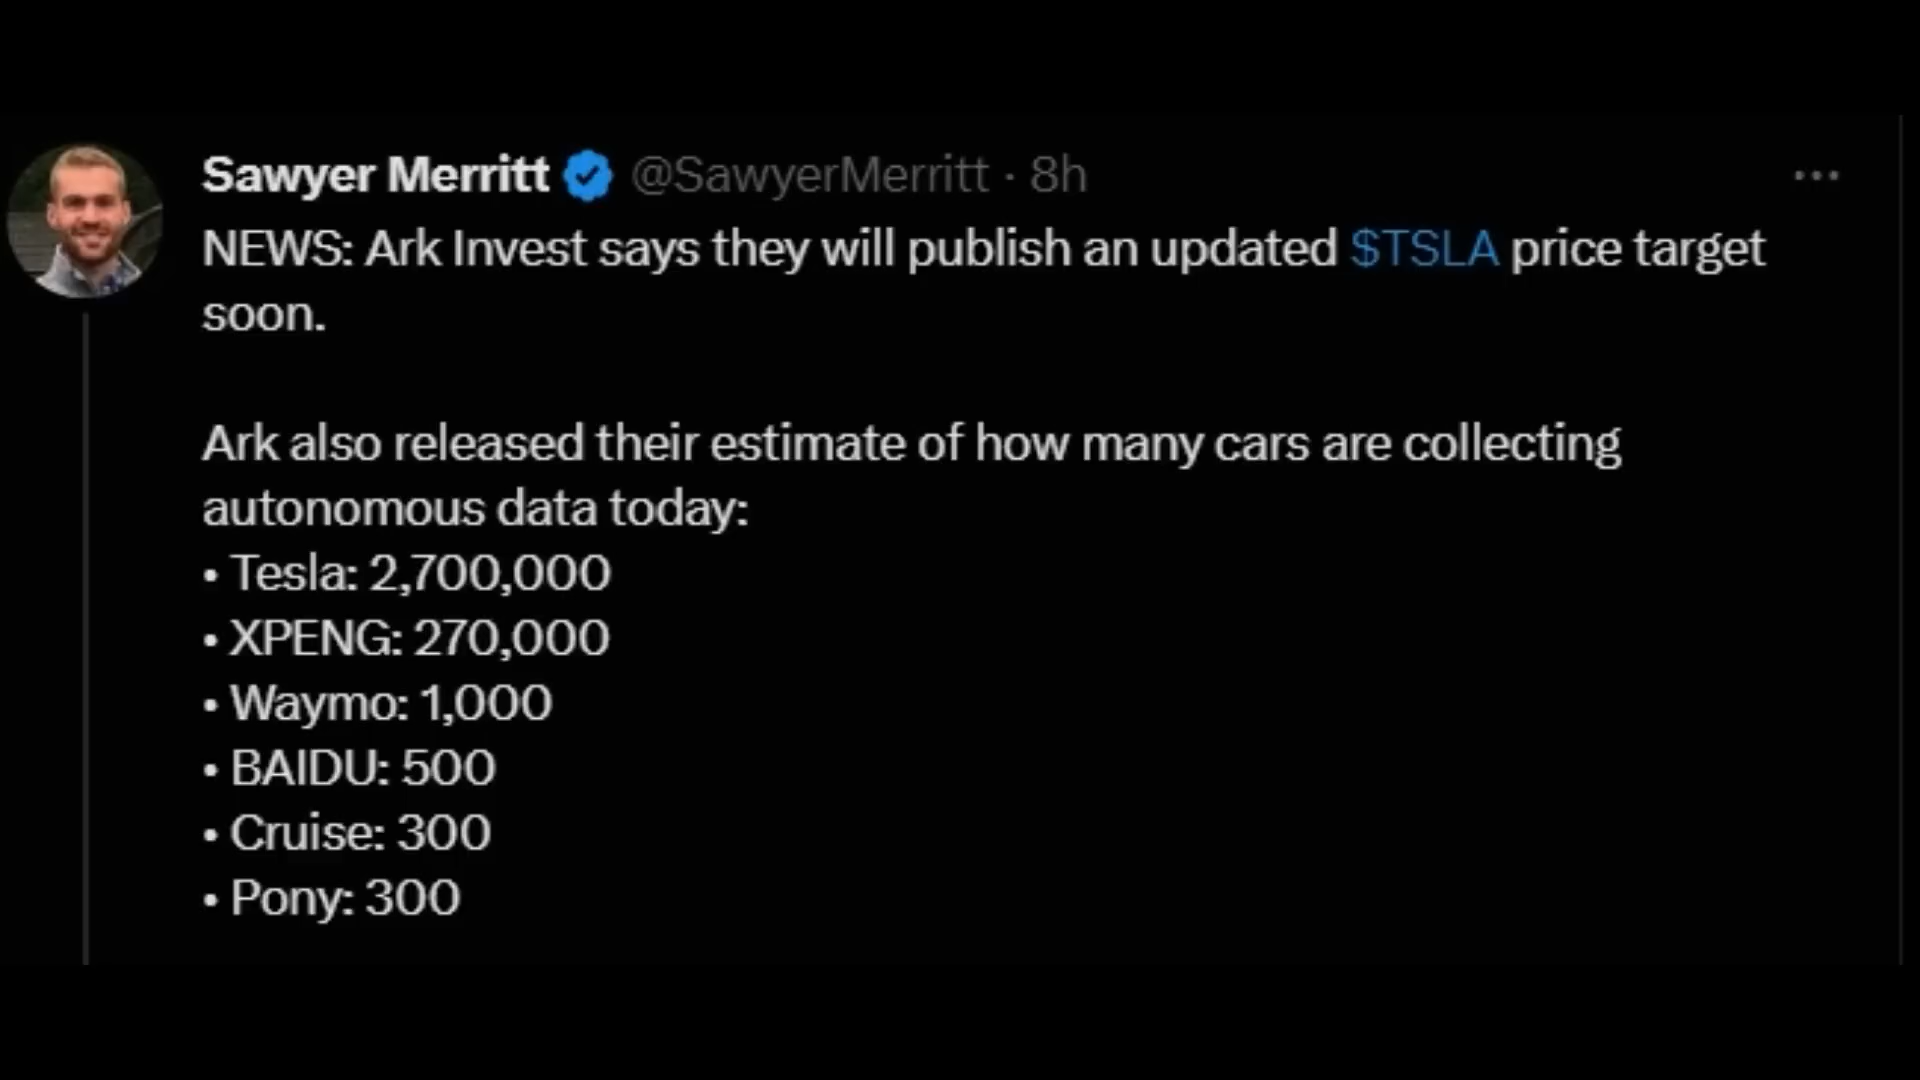 Sawyer Merritt @SawyerMerritt · 8h
NEWS: Ark Invest says they will publish an updated $TSLA price target
soon.
Ark also released their estimate of how many cars are collecting
autonomous data today:
• Tesla: 2,700,000
• XPENG: 270,000
• Waymo: 1,000
• BAIDU: 500
• Cruise: 300
• Pony: 300